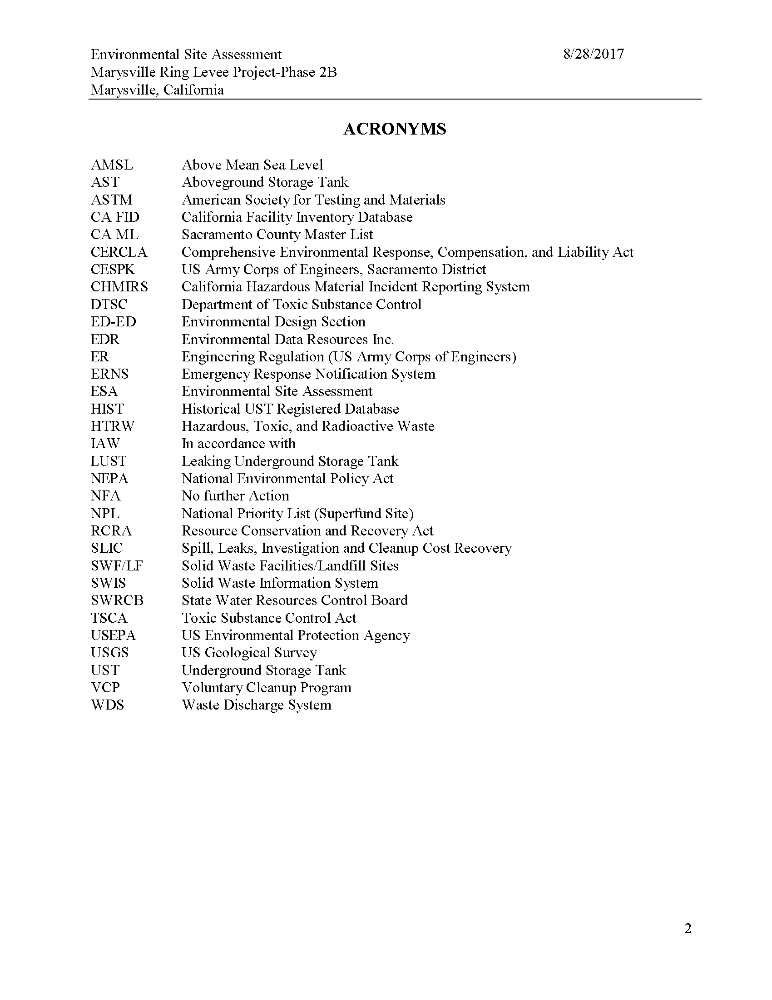 Environmental Site Assessment 8/28/2017
Marysville Ring Levee Project-Phase 2B
Marysville, California
ACRONYMS
AMSL Above Mean Sea Level
AST Aboveground Storage Tank
ASTM American Society for Testing and Materials
CA FID California Facility Inventory Database
CA ML Sacramento County Master List
CERCLA Comprehensive Environmental Response, Compensation, and Liability Act
CESPK US Army Corps of Engineers, Sacramento District
CHMIRS California Hazardous Material Incident Reporting System
DTSC Department of Toxic Substance Control
ED-ED Environmental Design Section
EDR Environmental Data Resources Inc.
ER Engineering Regulation (US Army Corps of Engineers)
ERNS Emergency Response Notification System
ESA Environmental Site Assessment
HIST Historical UST Registered Database
HTRW Hazardous, Toxic, and Radioactive Waste
IAW In accordance with
LUST Leaking Underground Storage Tank
NEPA National Environmental Policy Act
NFA No further Action
NPL National Priority List (Superfund Site)
RCRA Resource Conservation and Recovery Act
SLIC Spill, Leaks, Investigation and Cleanup Cost Recovery
SWF/LF Solid Waste Facilities/Landfill Sites
SWIS Solid Waste Information System
SWRCB State Water Resources Control Board
TSCA Toxic Substance Control Act
USEPA US Environmental Protection Agency
USGS US Geological Survey
UST Underground Storage Tank
VCP Voluntary Cleanup Program
WDS Waste Discharge System
2